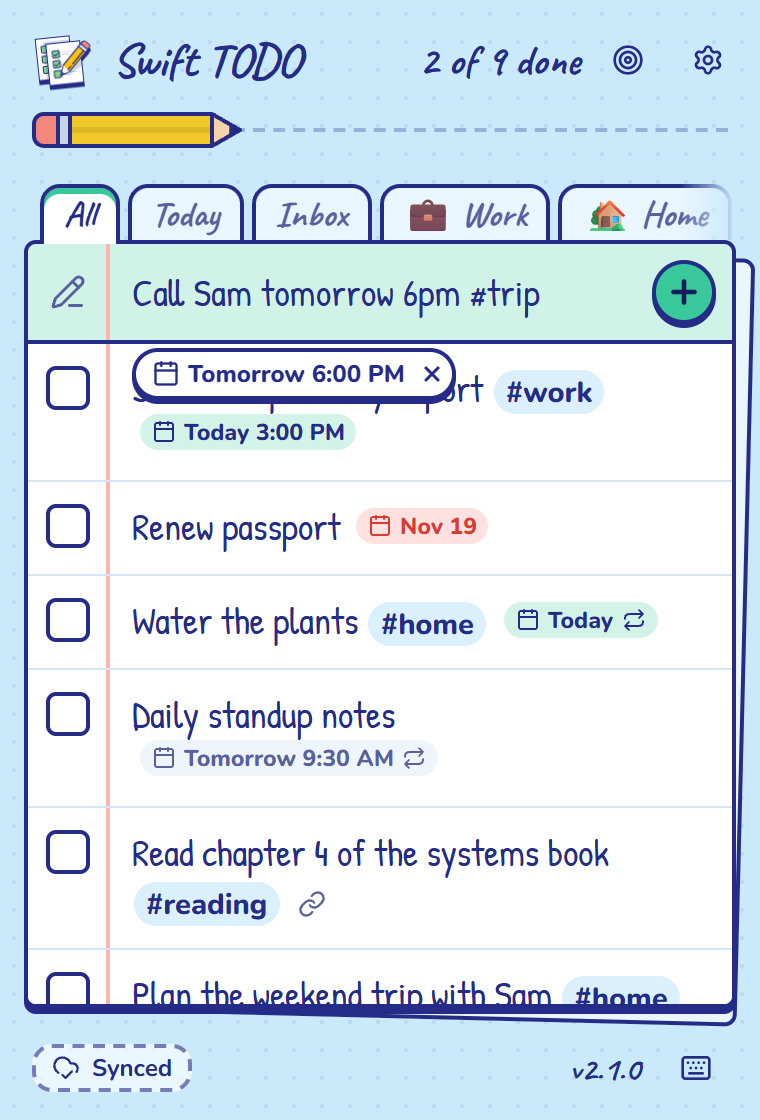 Swift TODO
2 of 9 done
All
Today
Inbox
Work
Home
Call Sam tomorrow 6pm #trip
Tomorrow 6:00 PM
#work
Today 3:00 PM
Renew passport Nov 19
Water the plants #home Today
Daily standup notes
Tomorrow 9:30 AM
Read chapter 4 of the systems book
#reading
Plan the weekend trip with Sam #home
Synced
v2.1.0